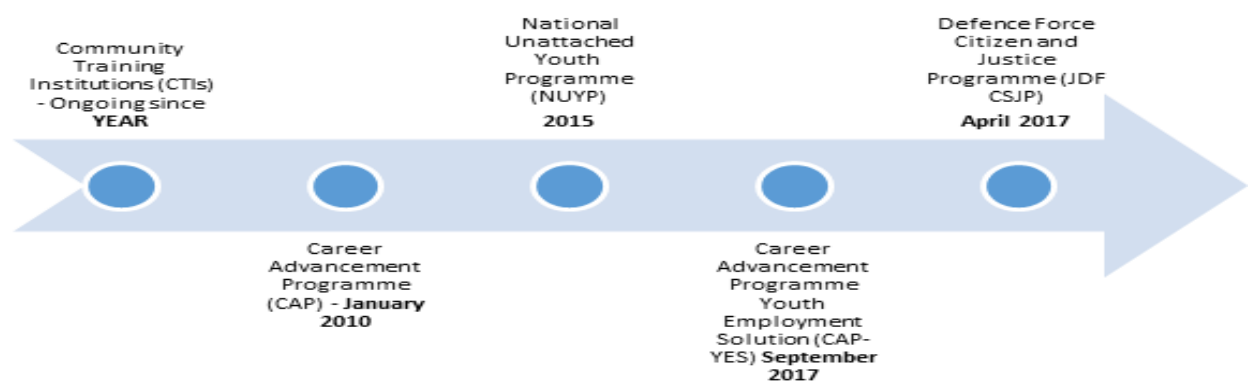 Community
Training
Institutions (CTIs)
- Ongoing since
YEAR
Career
Advancement
Programme
(CAP) - January
2010
National
Unattached
Youth
Programme
(NUYP)
2015
Career
Advancement
Programme
Youth
Employment
Solution (CAP-
YES) September
2017
Defence Force
Citizen and
Justice
Programme (JDF
CSJP)
April 2017